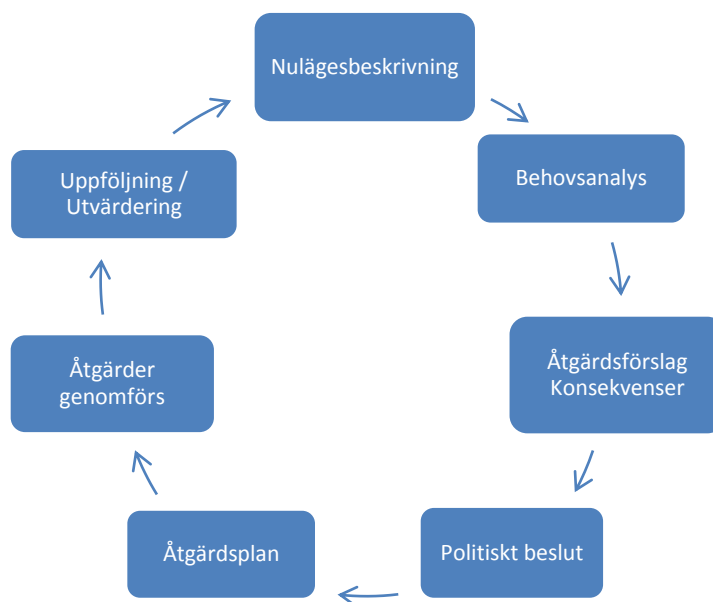 Nulägesbeskrivning
Behovsanalys
Åtgärdsförslag
Konsekvenser
Politiskt beslut
Åtgärdsplan
Åtgärder
genomförs
Uppföljning /
Utvärdering